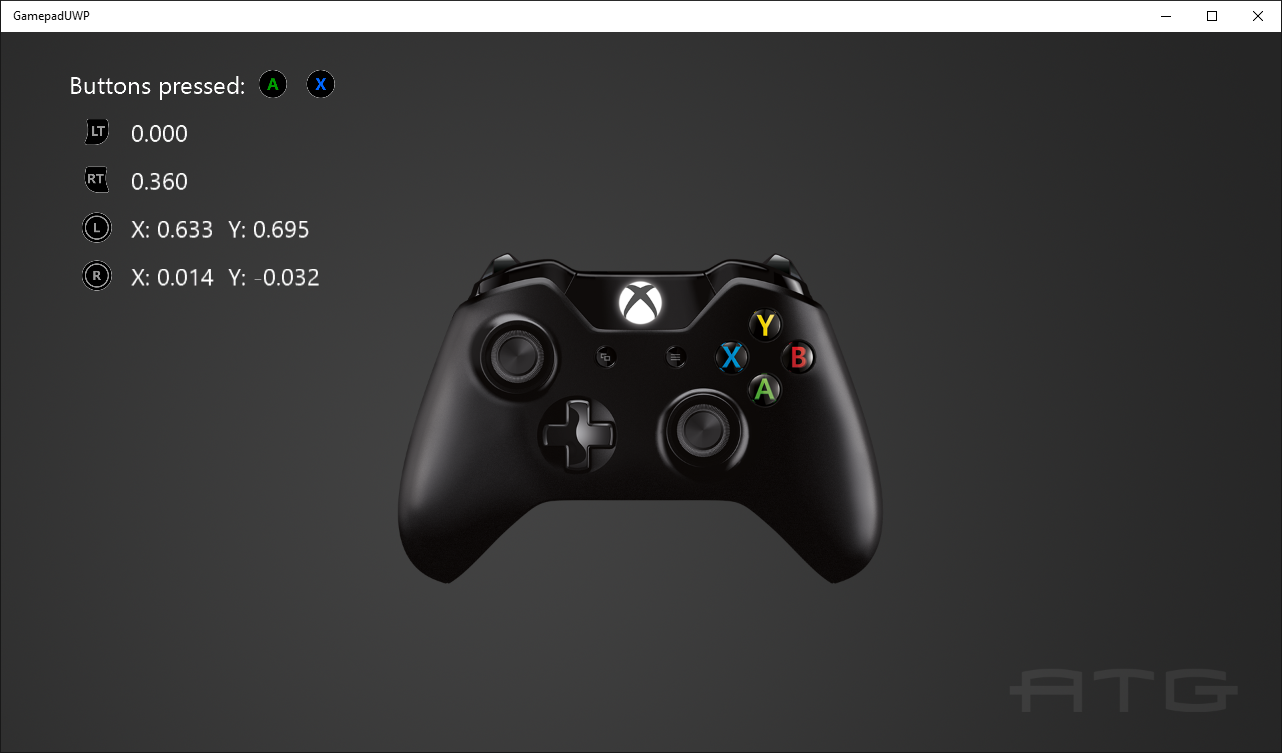 GamepadUWP
Buttons pressed: A X
LT 0.000
RT 0.360
L X: 0.633 Y: 0.695
R X: 0.014 Y: -0.032
Y
X B
A
ATG